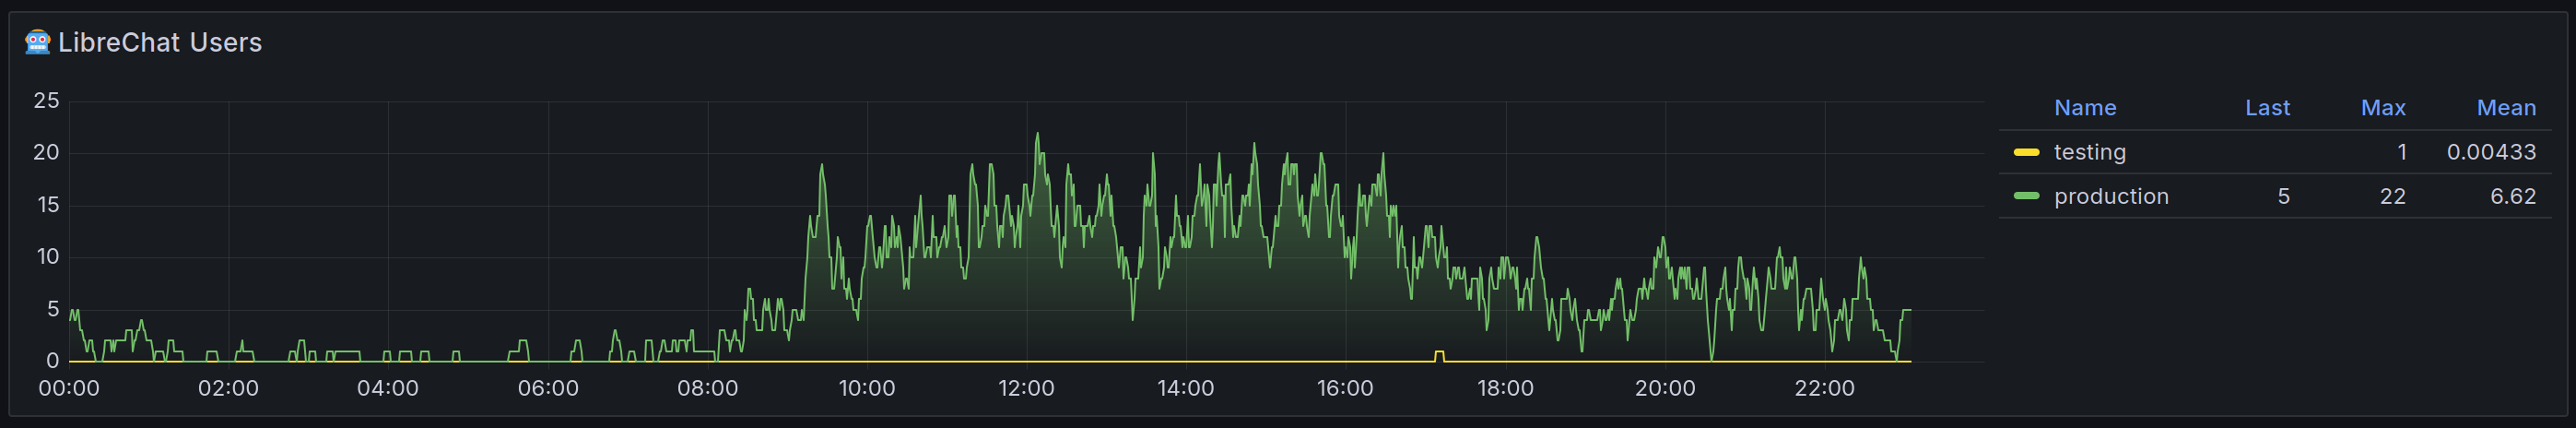 LibreChat Users
25
20
15
10
5
0
00:00 02:00 04:00 06:00 08:00 10:00 12:00 14:00 16:00 18:00 20:00 22:00
Name Last Max Mean
testing 1 0.00433
production 5 22 6.62